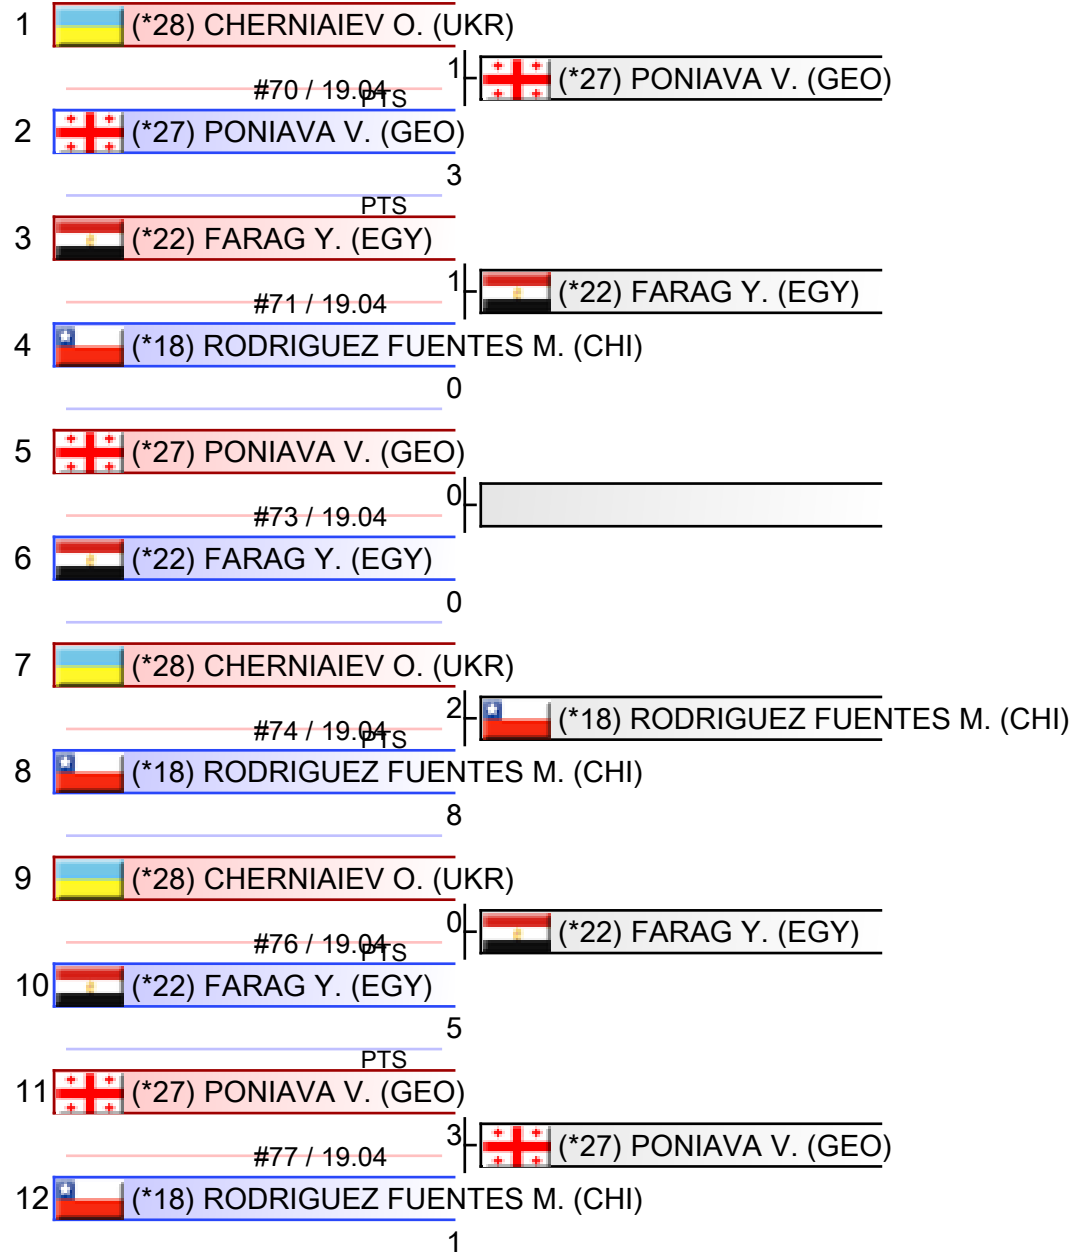 1 (*28) CHERNIAIEV O. (UKR)
1 (*27) PONIAVA V. (GEO)
#70 / 19.04
PTS
2 (*27) PONIAVA V. (GEO)
3
PTS
3 (*22) FARAG Y. (EGY)
1 (*22) FARAG Y. (EGY)
#71 / 19.04
4 (*18) RODRIGUEZ FUENTES M. (CHI)
0
5 (*27) PONIAVA V. (GEO)
0
#73 / 19.04
6 (*22) FARAG Y. (EGY)
0
7 (*28) CHERNIAIEV O. (UKR)
2 (*18) RODRIGUEZ FUENTES M. (CHI)
#74 / 19.04
PTS
8 (*18) RODRIGUEZ FUENTES M. (CHI)
8
9 (*28) CHERNIAIEV O. (UKR)
0 (*22) FARAG Y. (EGY)
#76 / 19.04
PTS
10 (*22) FARAG Y. (EGY)
5
PTS
11 (*27) PONIAVA V. (GEO)
3 (*27) PONIAVA V. (GEO)
#77 / 19.04
12 (*18) RODRIGUEZ FUENTES M. (CHI)
1